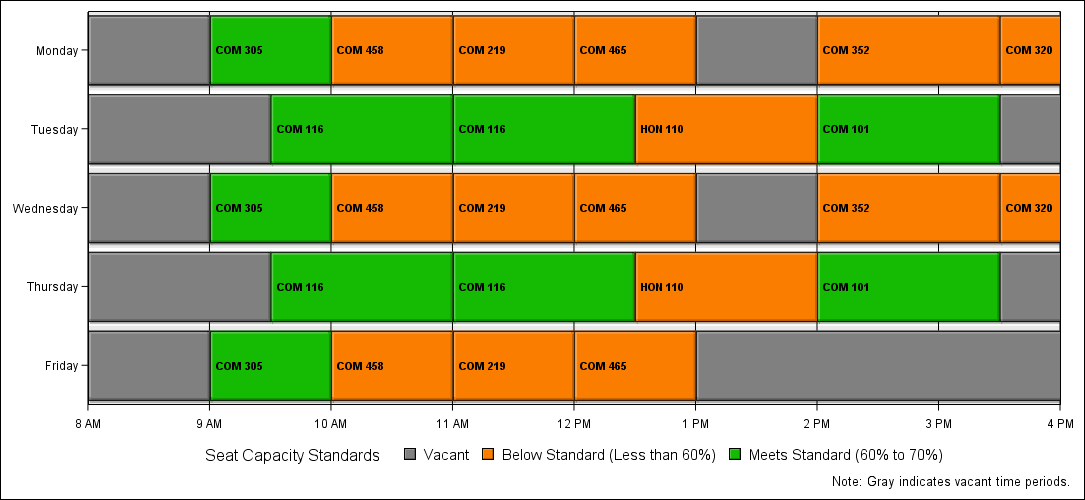 Monday COM 305 COM 458 COM 219 COM 465 COM 352 COM 320
Tuesday COM 116 COM 116 HON 110 COM 101
Wednesday COM 305 COM 458 COM 219 COM 465 COM 352 COM 320
Thursday COM 116 COM 116 HON 110 COM 101
Friday COM 305 COM 458 COM 219 COM 465
8 AM 9 AM 10 AM 11 AM 12 PM 1 PM 2 PM 3 PM 4 PM
Seat Capacity Standards Vacant Below Standard (Less than 60%) Meets Standard (60% to 70%)
Note: Gray indicates vacant time periods.